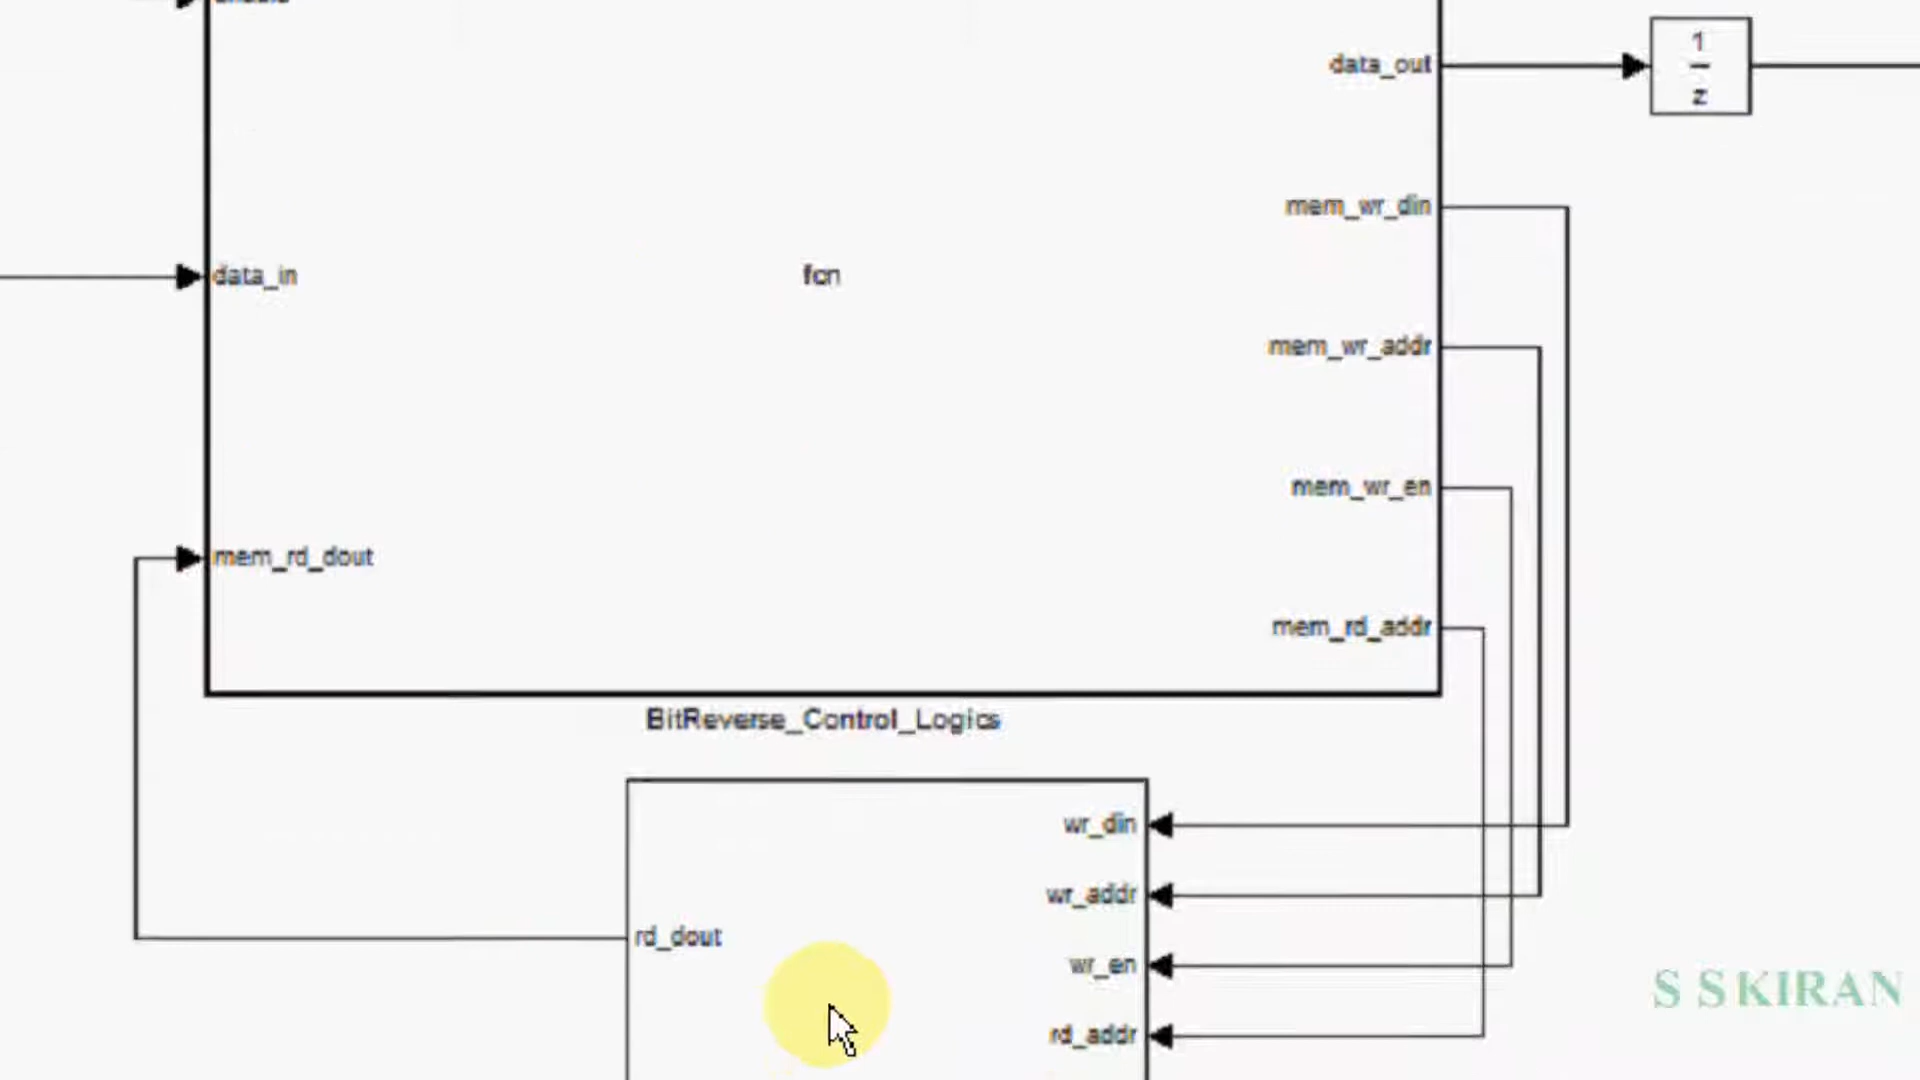 data_out
1
z
mem_wr_din
data_in
fcn
mem_wr_addr
mem_wr_en
mem_rd_dout
mem_rd_addr
BitReverse_Control_Logics
wr_din
wr_addr
rd_dout
wr_en
rd_addr
S S KIRAN